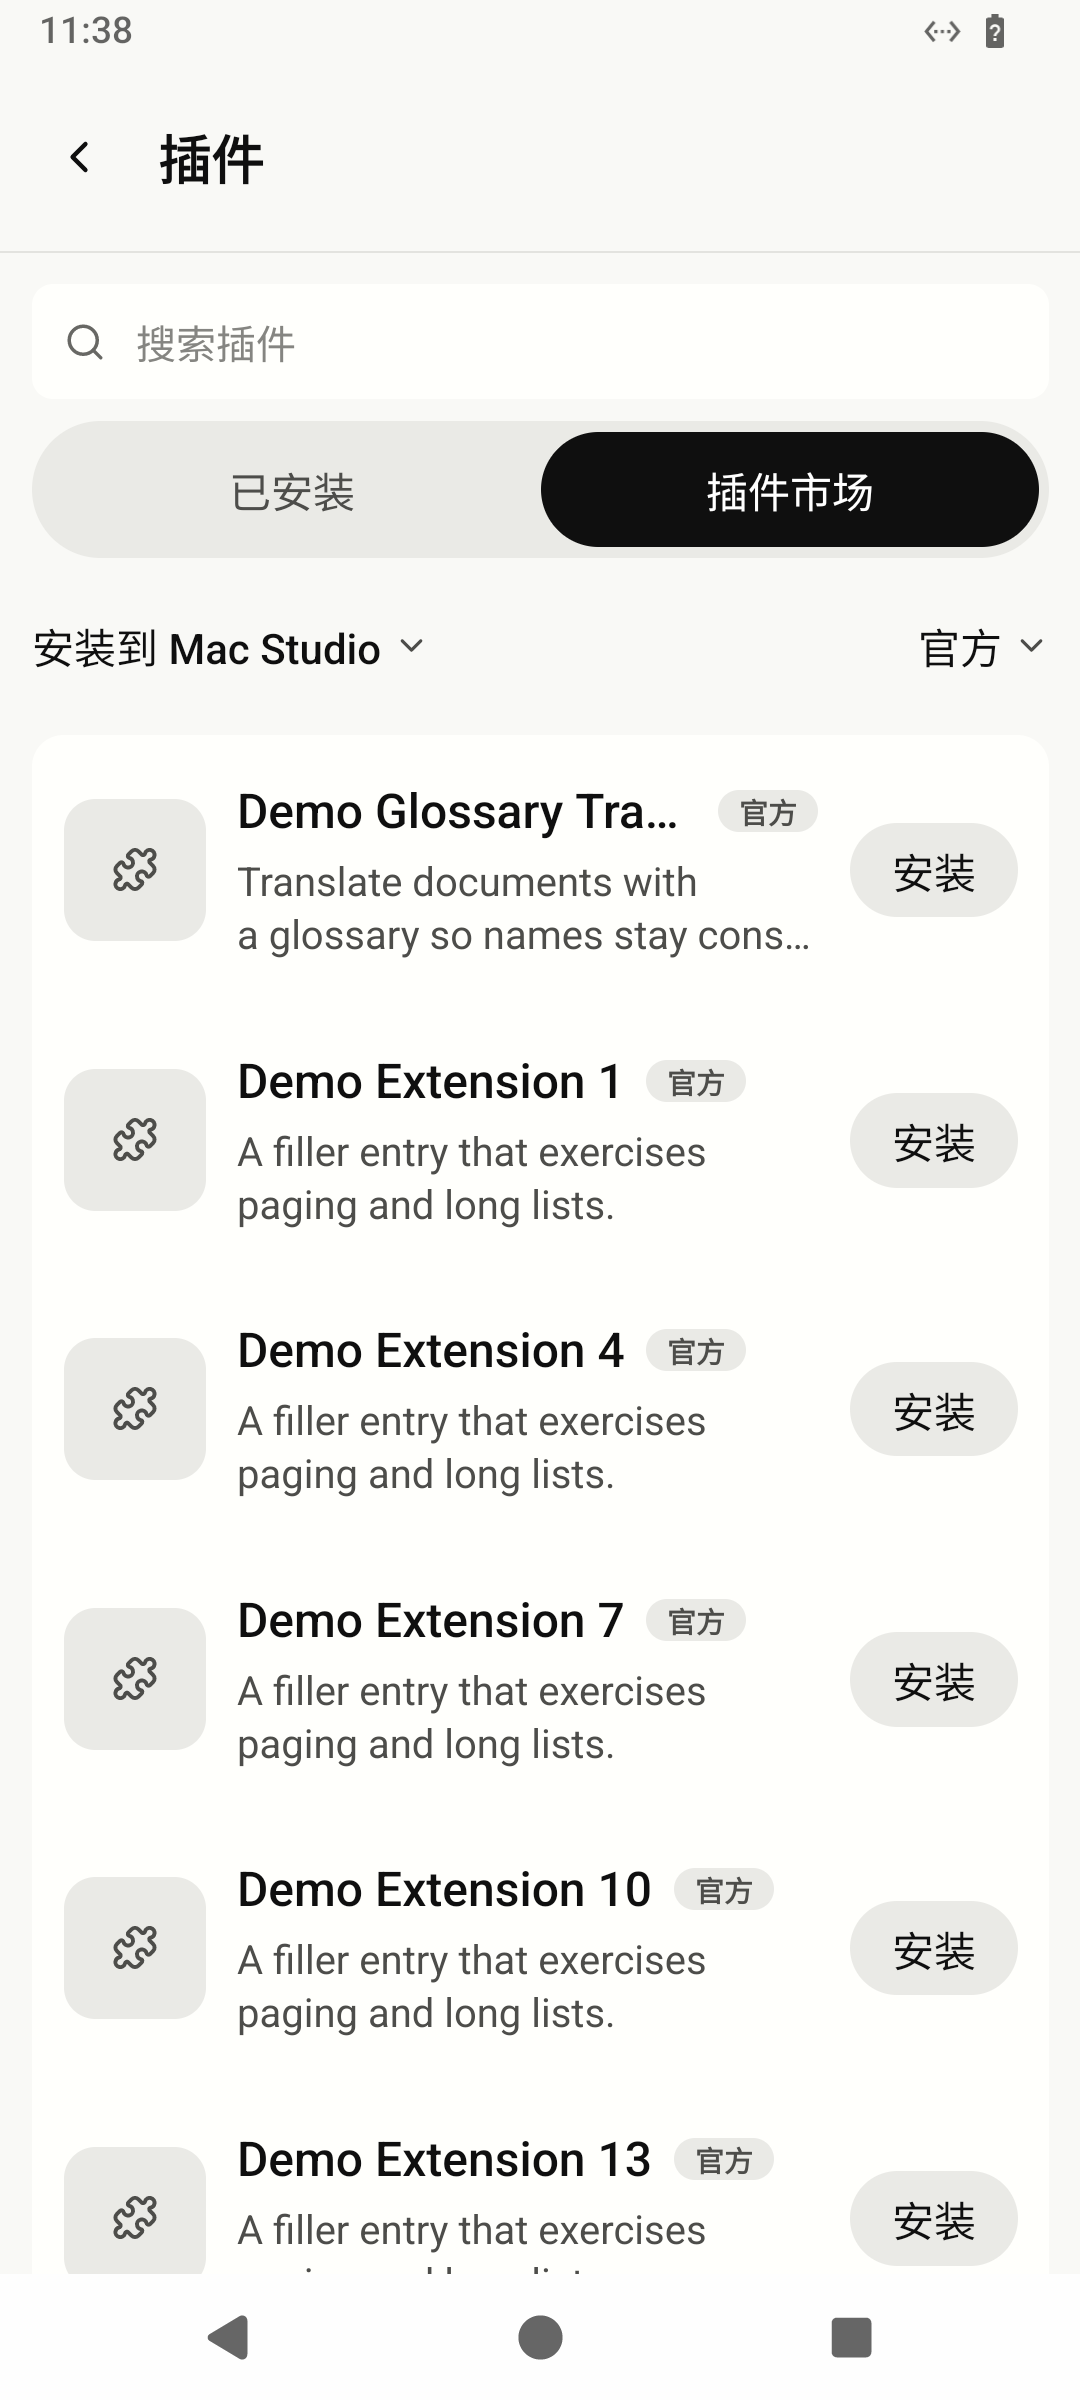 11:38
插件
搜索插件
已安装
插件市场
安装到 Mac Studio
官方
Demo Glossary Tra... 官方
Translate documents with
a glossary so names stay cons...
安装
Demo Extension 1 官方
A filler entry that exercises
paging and long lists.
安装
Demo Extension 4 官方
A filler entry that exercises
paging and long lists.
安装
Demo Extension 7 官方
A filler entry that exercises
paging and long lists.
安装
Demo Extension 10 官方
A filler entry that exercises
paging and long lists.
安装
Demo Extension 13 官方
A filler entry that exercises
安装